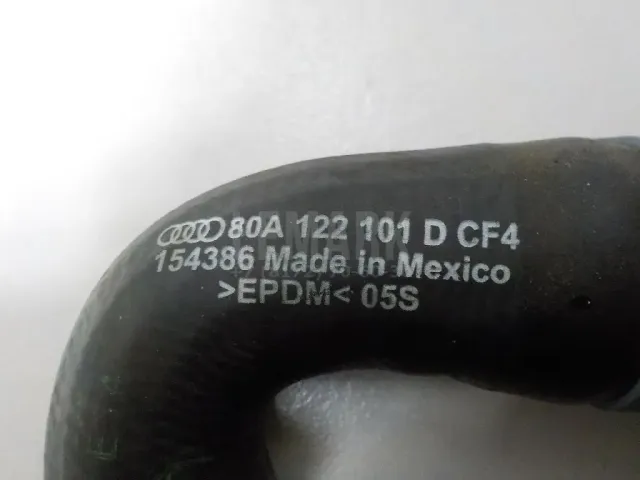 80A 122 101 D CF4
154386 Made in Mexico
>EPDM< 05S